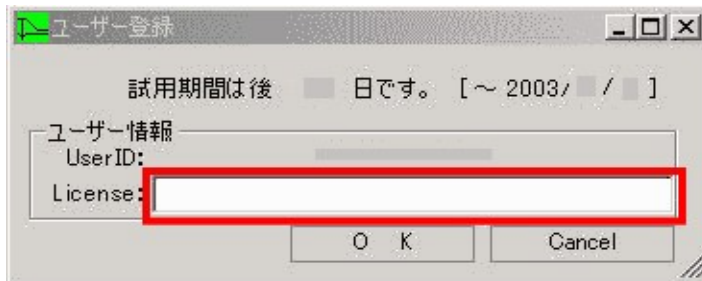 ユーザー登録
試用期間は後 日です。 [~ 2003/ / ]
ユーザー情報
UserID:
License:
O K Cancel